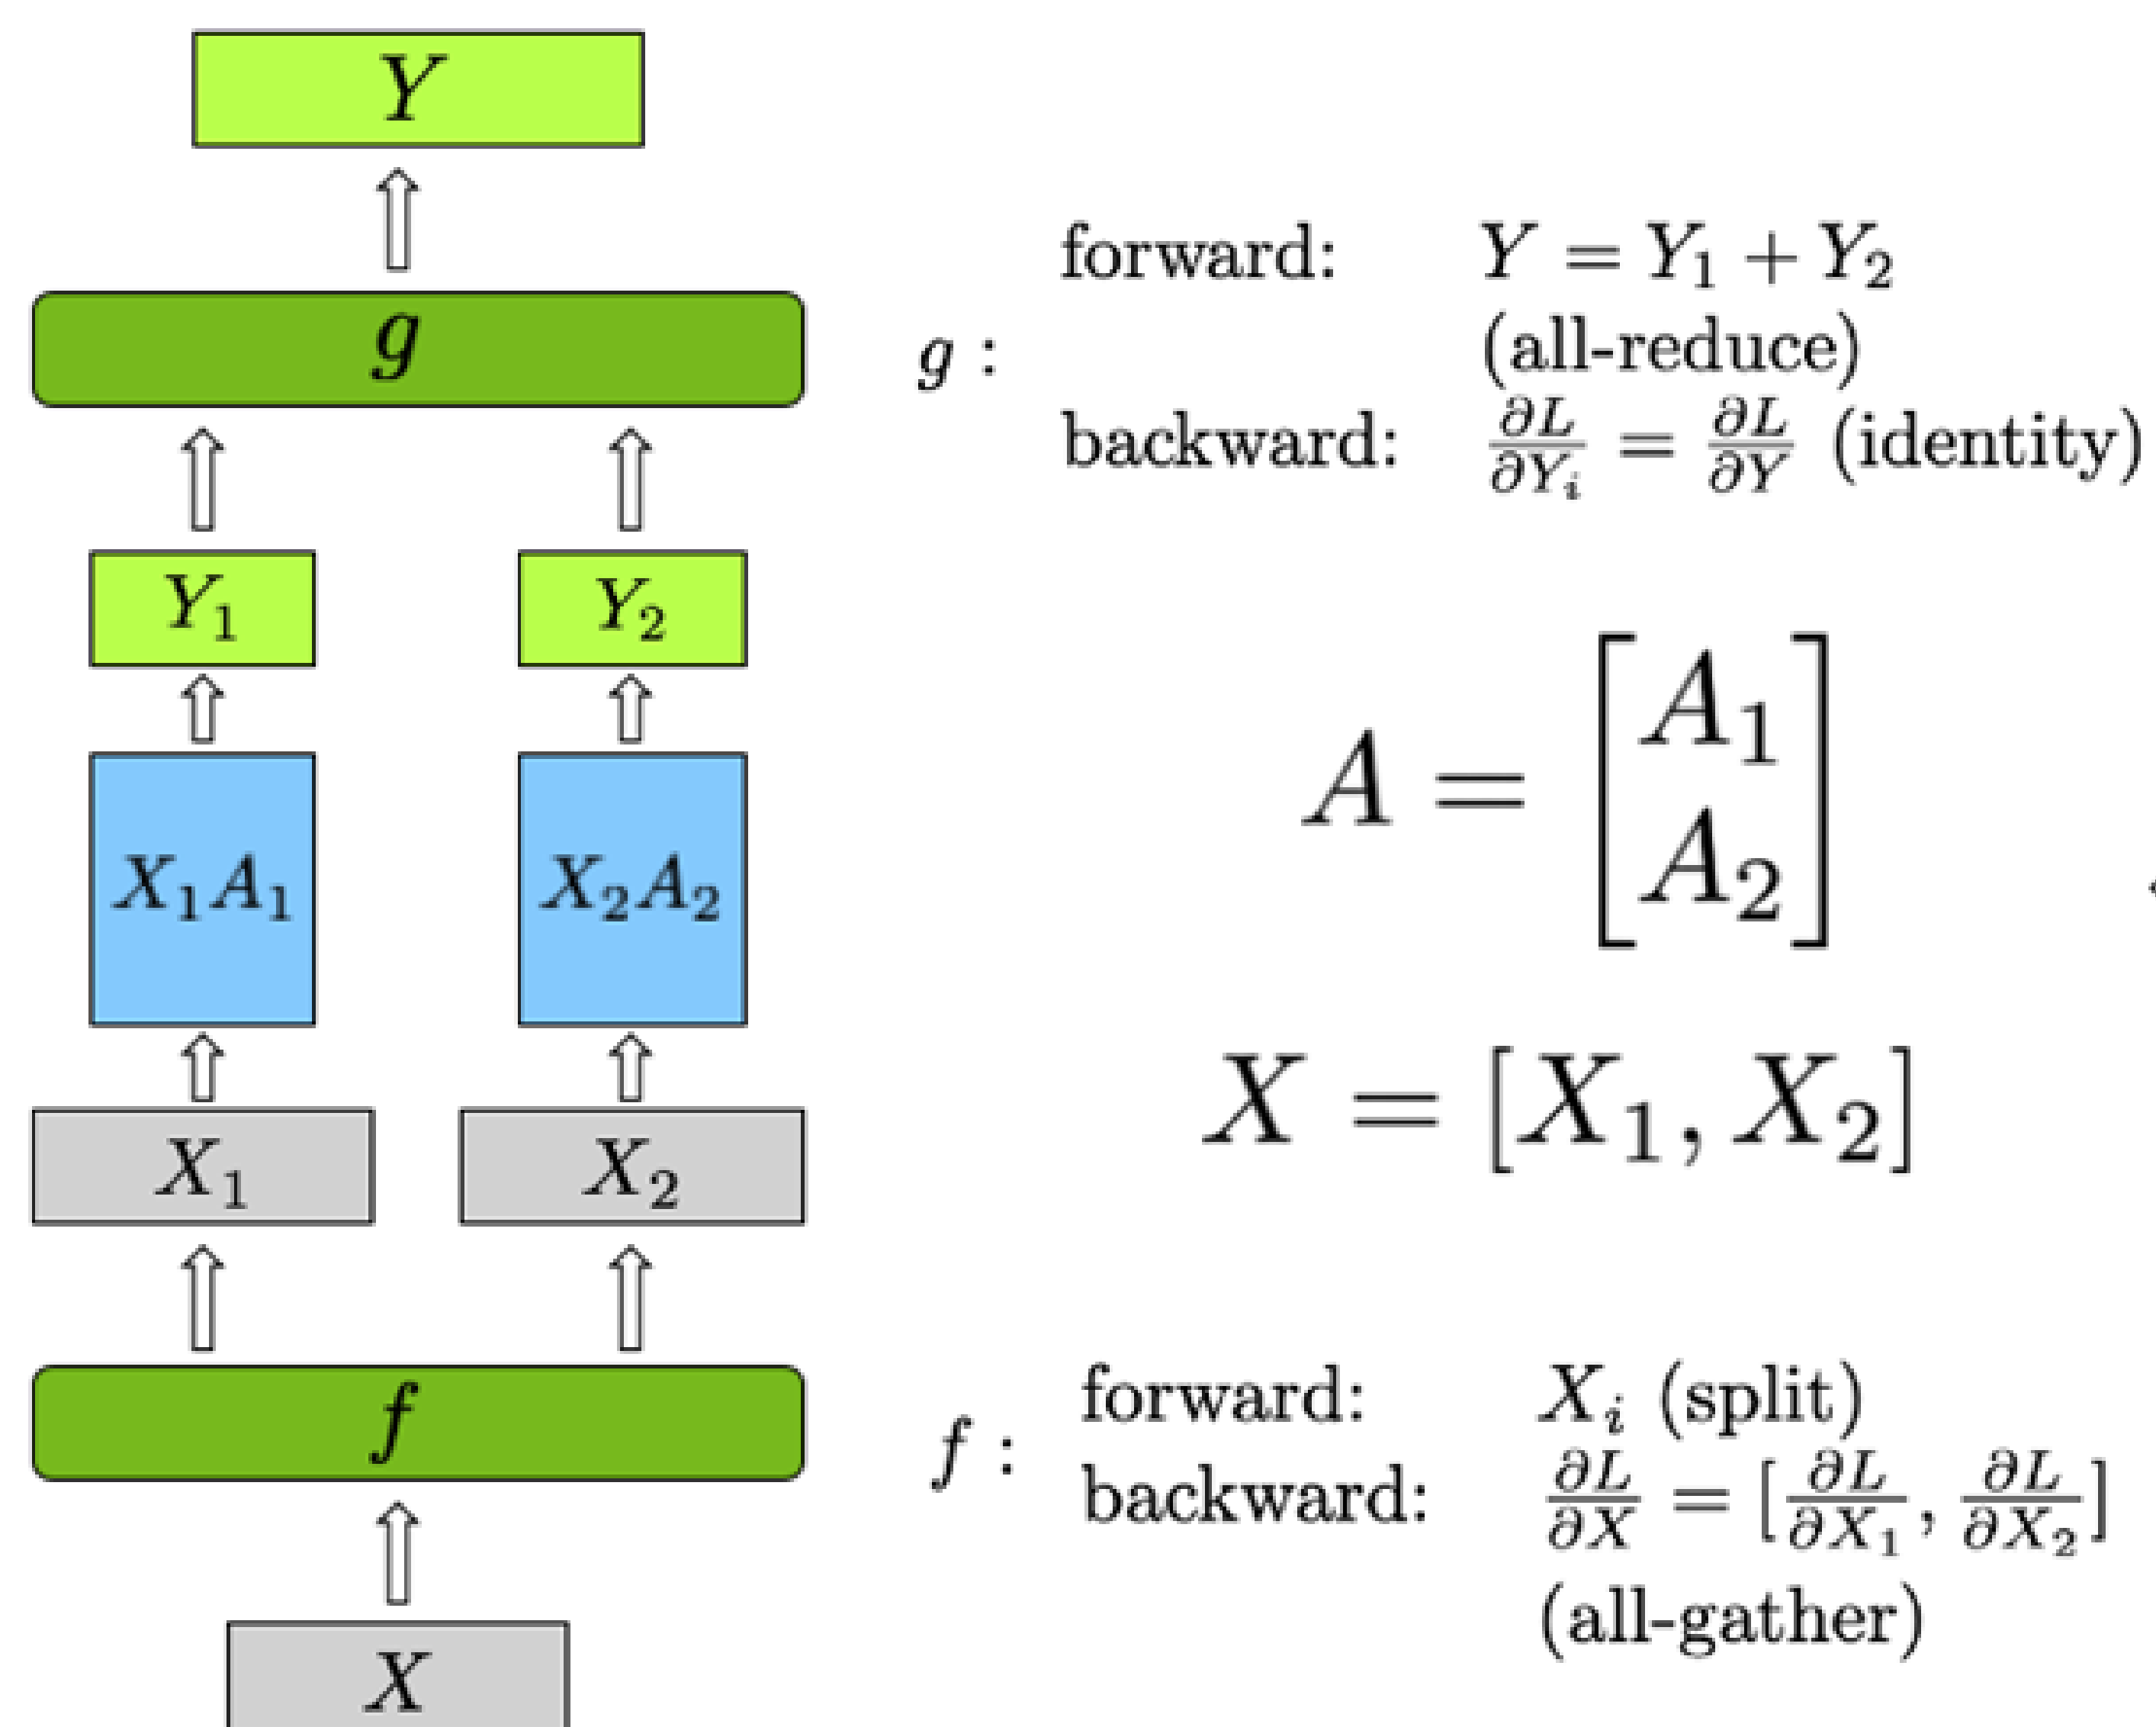 Y
g
g :
forward: Y = Y₁ + Y₂
(all-reduce)
backward: ∂L/∂Yᵢ = ∂L/∂Y (identity)
Y₁
Y₂
X₁A₁
X₂A₂
A = [A₁
A₂]
X₁
X₂
X = [X₁, X₂]
f
f :
forward: Xᵢ (split)
backward: ∂L/∂X = [∂L/∂X₁, ∂L/∂X₂]
(all-gather)
X